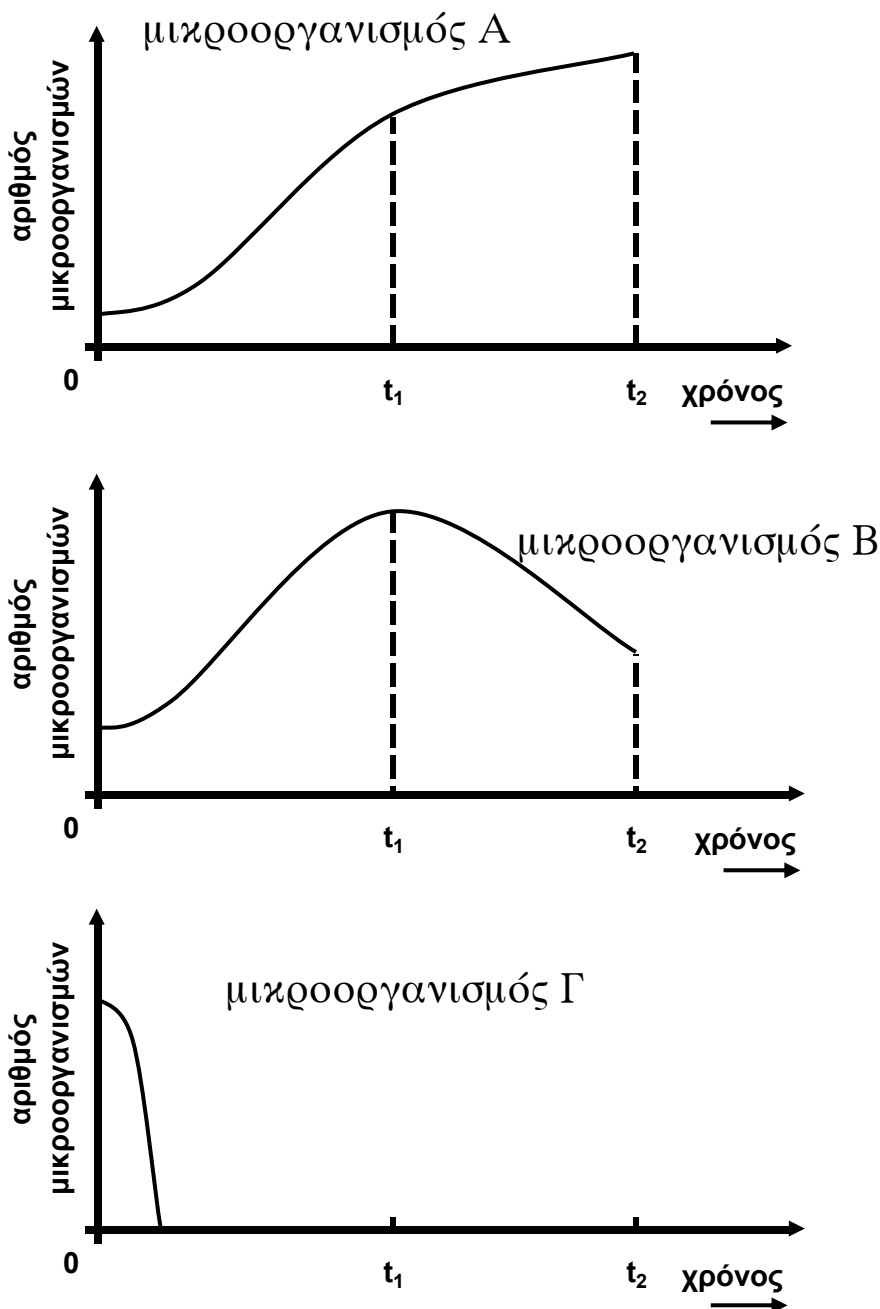 μικροοργανισμός Α
αριθμός
μικροοργανισμών
0
t₁
t₂
χρόνος
μικροοργανισμός Β
αριθμός
μικροοργανισμών
0
t₁
t₂
χρόνος
μικροοργανισμός Γ
αριθμός
μικροοργανισμών
0
t₁
t₂
χρόνος